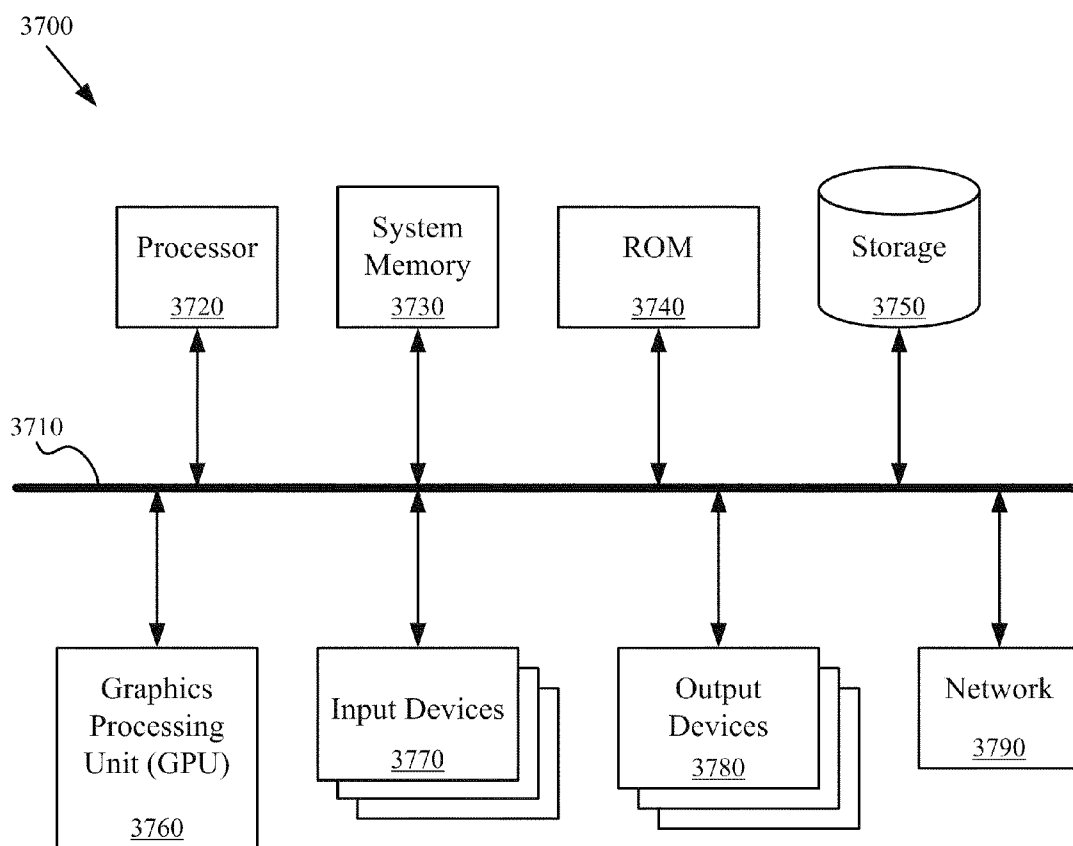 3700
Processor
3720
System
Memory
3730
ROM
3740
Storage
3750
3710
Graphics
Processing
Unit (GPU)
3760
Input Devices
3770
Output
Devices
3780
Network
3790